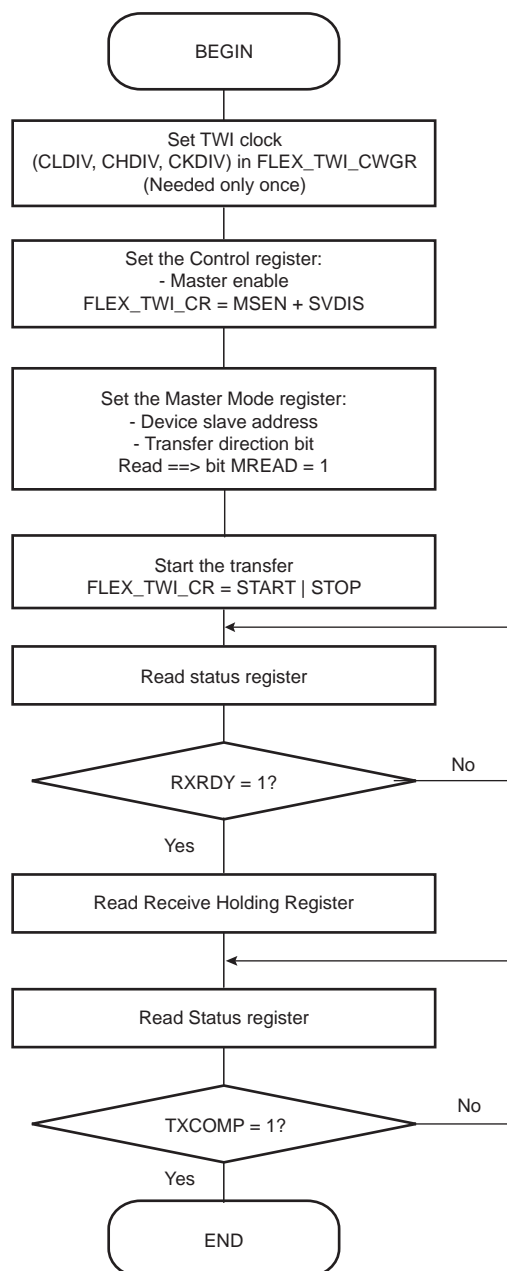 BEGIN
Set TWI clock
(CLDIV, CHDIV, CKDIV) in FLEX_TWI_CWGR
(Needed only once)
Set the Control register:
- Master enable
FLEX_TWI_CR = MSEN + SVDIS
Set the Master Mode register:
- Device slave address
- Transfer direction bit
Read ==> bit MREAD = 1
Start the transfer
FLEX_TWI_CR = START | STOP
Read status register
RXRDY = 1?
No
Yes
Read Receive Holding Register
Read Status register
TXCOMP = 1?
No
Yes
END